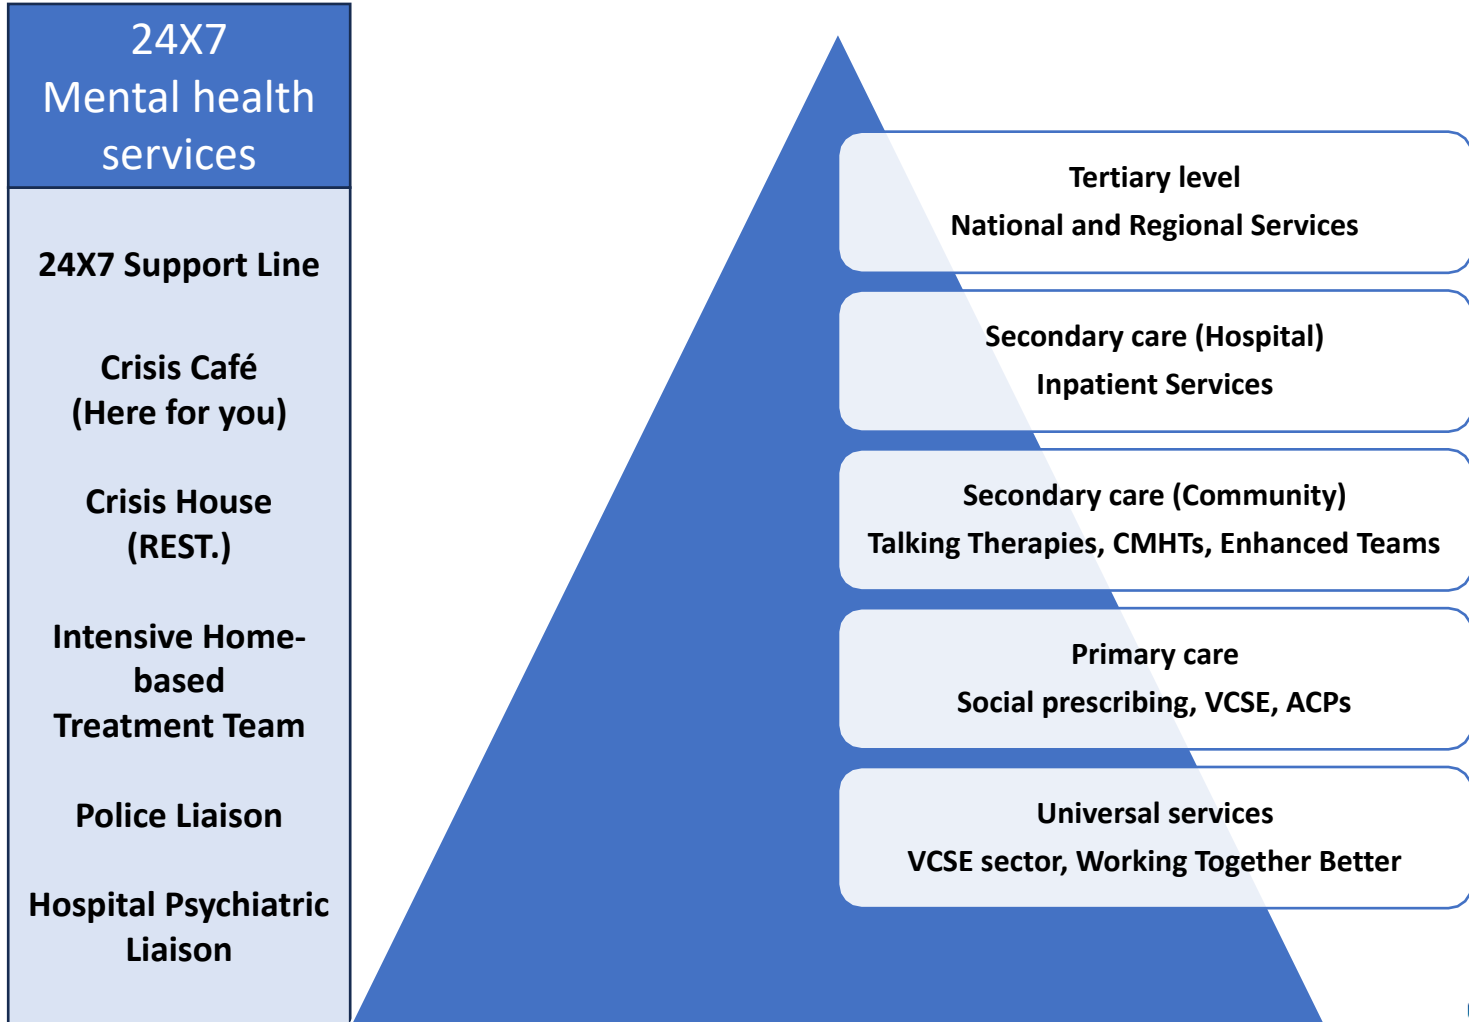 24X7
Mental health
services
24X7 Support Line
Crisis Café
(Here for you)
Crisis House
(REST.)
Intensive Home-
based
Treatment Team
Police Liaison
Hospital Psychiatric
Liaison
Tertiary level
National and Regional Services
Secondary care (Hospital)
Inpatient Services
Secondary care (Community)
Talking Therapies, CMHTs, Enhanced Teams
Primary care
Social prescribing, VCSE, ACPs
Universal services
VCSE sector, Working Together Better